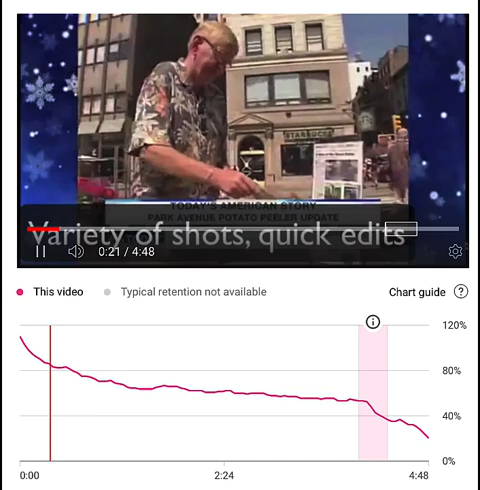 STARBUCKS
TODAY'S AMERICAN STORY
PARK AVENUE POTATO PEELER UPDATE
Variety of shots, quick edits
0:21 / 4:48
This video
Typical retention not available
Chart guide ?
i
120%
80%
40%
0%
0:00 2:24 4:48